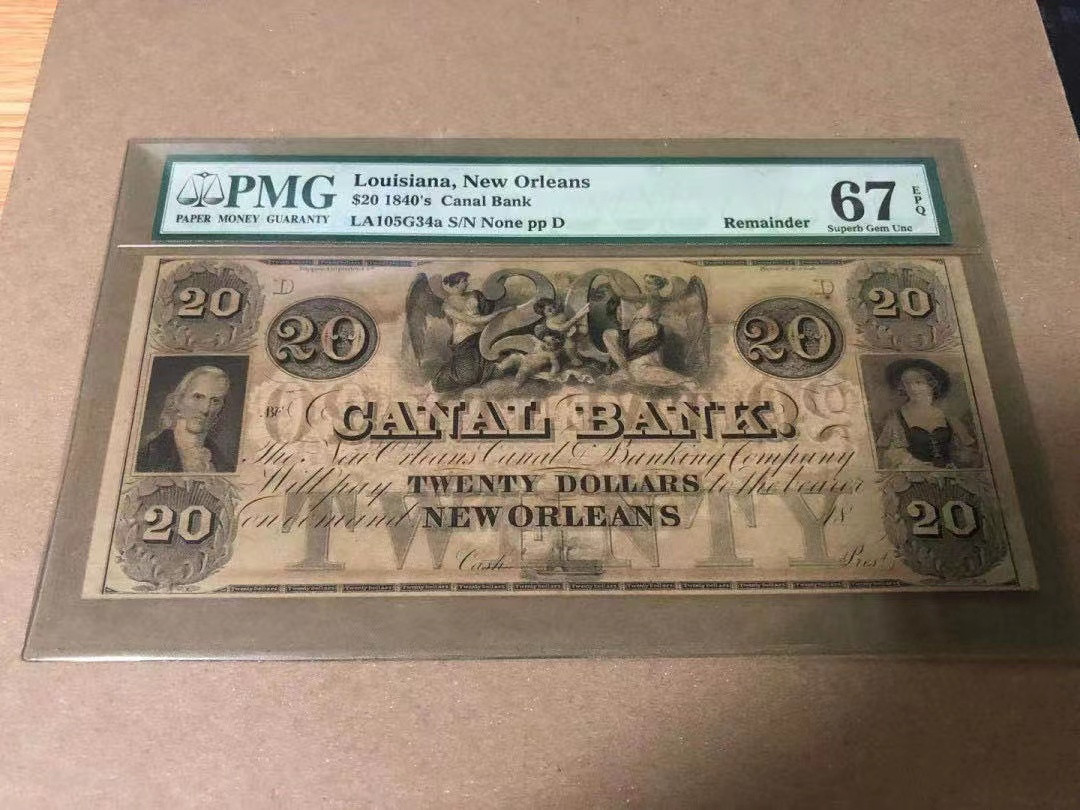 PMG
PAPER MONEY GUARANTY
Louisiana, New Orleans
$20 1840's Canal Bank
LA105G34a S/N None pp D
Remainder
67 EPQ
Superb Gem Unc
20 D D 20
20 20
CANAL BANK.
The New Orleans Canal & Banking Company
Will pay TWENTY DOLLARS to the bearer
on demand NEW ORLEANS 18
TWENTY
20 20
Cash. Prest.